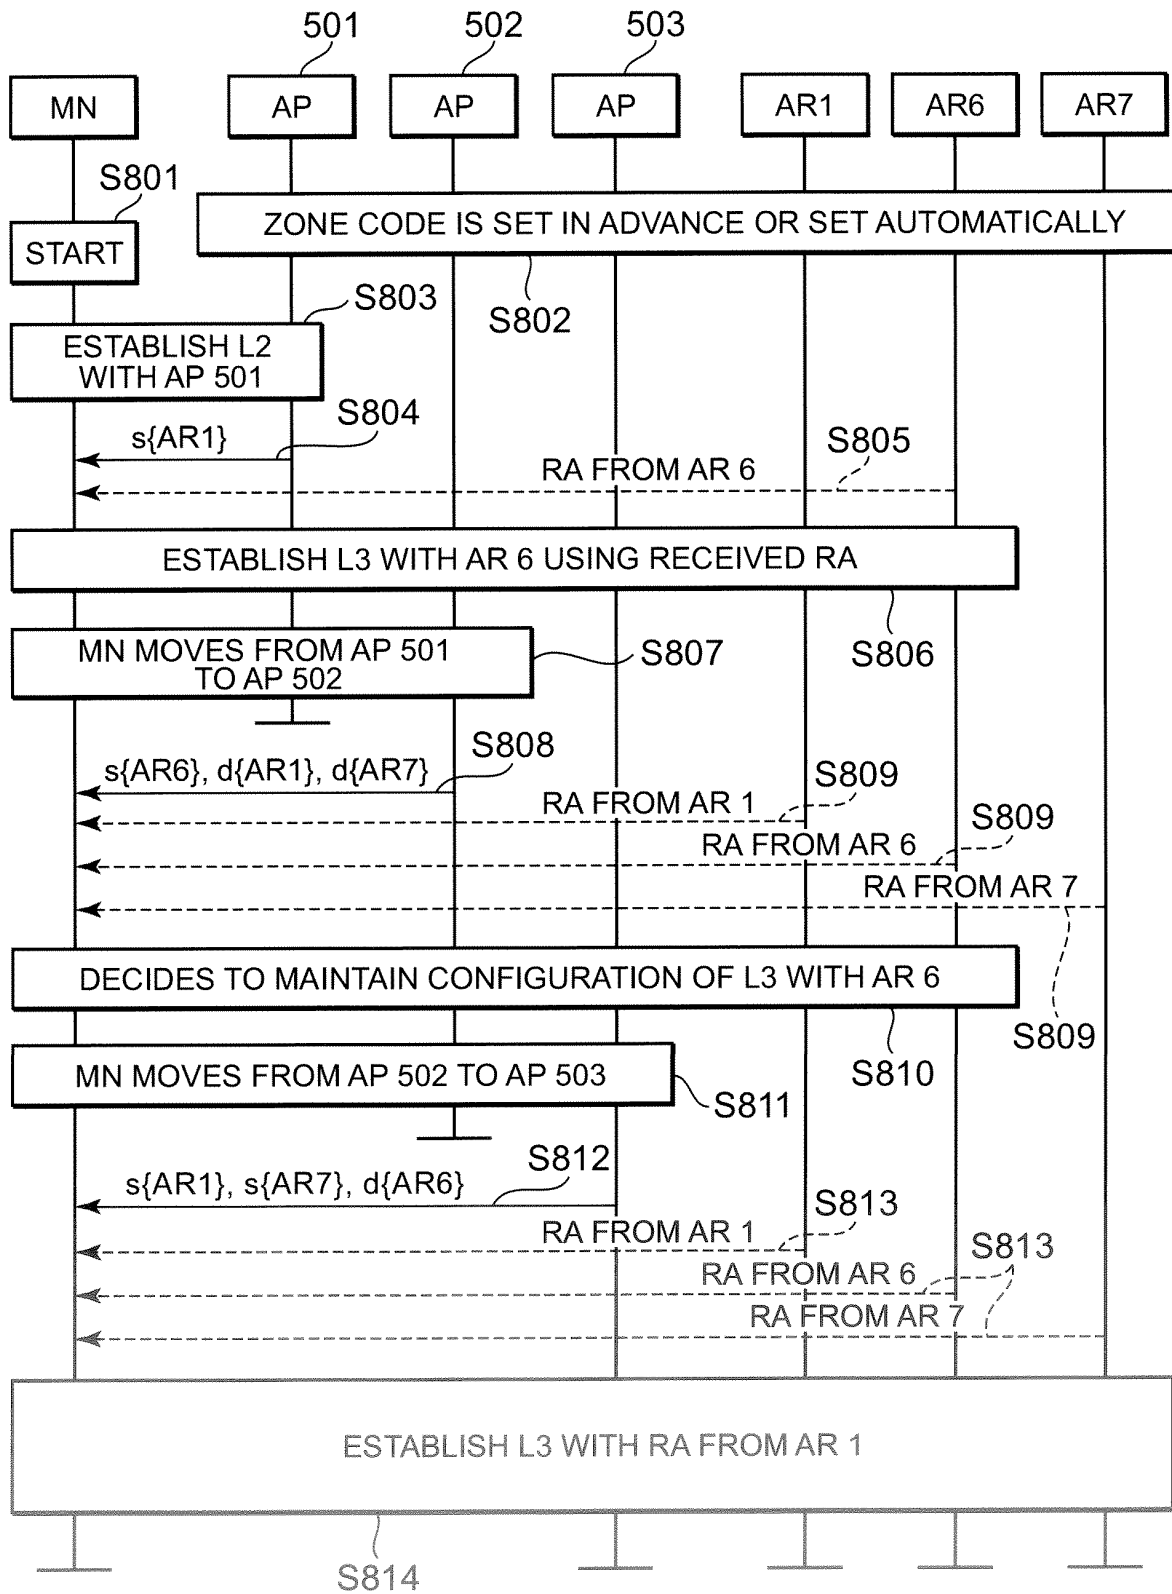 501
502
503
MN
AP
AP
AP
AR1
AR6
AR7
S801
ZONE CODE IS SET IN ADVANCE OR SET AUTOMATICALLY
START
S802
S803
ESTABLISH L2
WITH AP 501
S804
s{AR1}
S805
RA FROM AR 6
ESTABLISH L3 WITH AR 6 USING RECEIVED RA
S806
MN MOVES FROM AP 501
TO AP 502
S807
S808
s{AR6}, d{AR1}, d{AR7}
S809
RA FROM AR 1
S809
RA FROM AR 6
RA FROM AR 7
S809
DECIDES TO MAINTAIN CONFIGURATION OF L3 WITH AR 6
S810
MN MOVES FROM AP 502 TO AP 503
S811
S812
s{AR1}, s{AR7}, d{AR6}
S813
RA FROM AR 1
S813
RA FROM AR 6
RA FROM AR 7
ESTABLISH L3 WITH RA FROM AR 1
S814